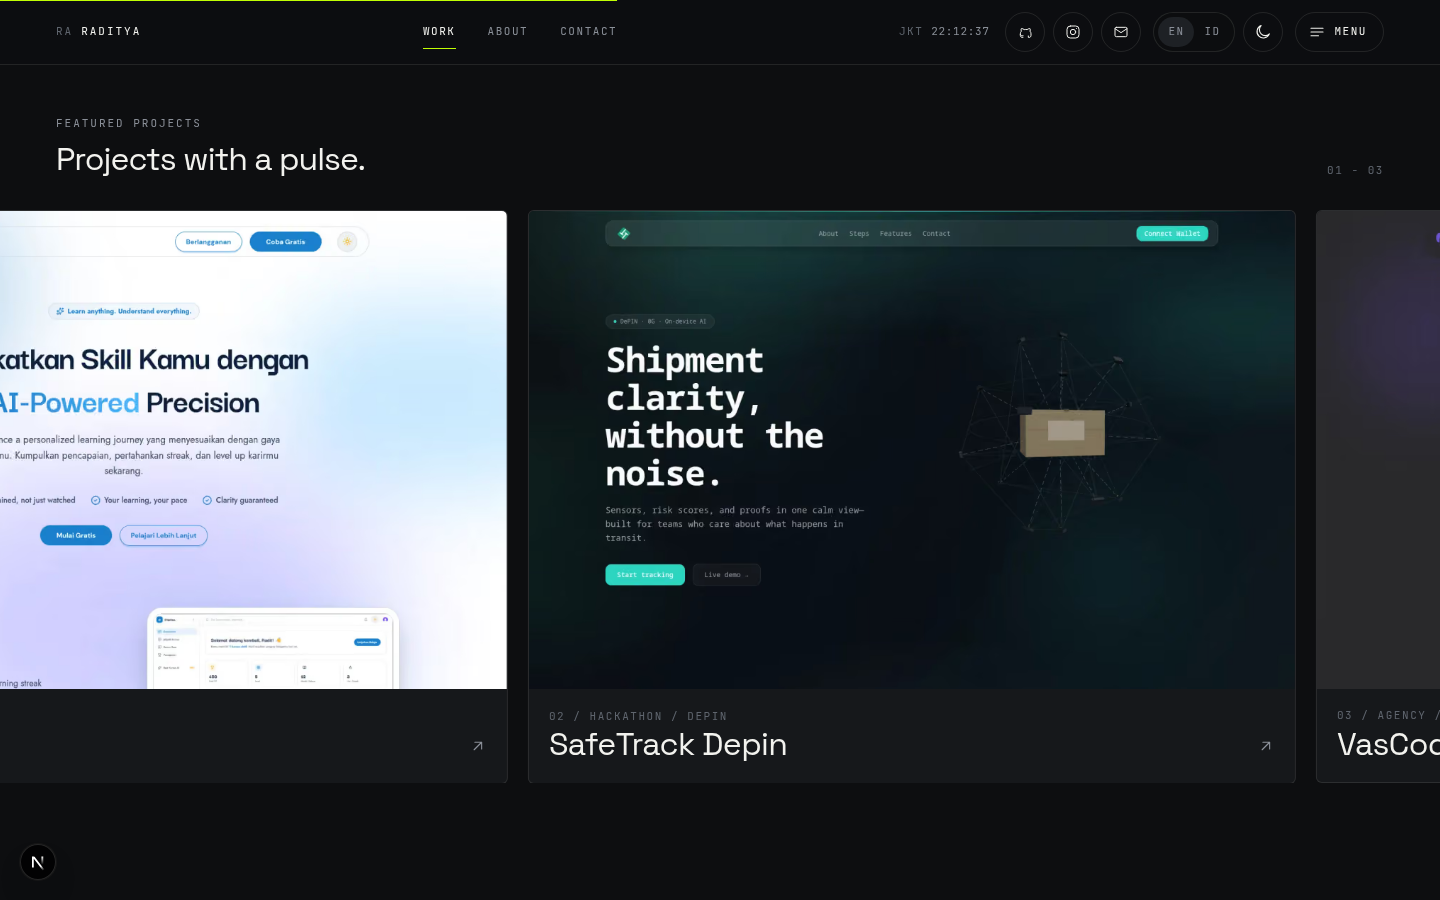 RA RADITYA
WORK
ABOUT
CONTACT
JKT 22:12:37
EN
ID
MENU
FEATURED PROJECTS
Projects with a pulse.
01 - 03
Berlangganan
Coba Gratis
Learn anything. Understand everything.
katkan Skill Kamu dengan
AI-Powered Precision
nce a personalized learning journey yang menyesuaikan dengan gaya
mu. Kumpulkan pencapaian, pertahankan streak, dan level up karirmu
sekarang.
ained, not just watched
Your learning, your pace
Clarity guaranteed
Mulai Gratis
Pelajari Lebih Lanjut
rning streak
About
Steps
Features
Contact
Connect Wallet
DePIN · WG · On-device AI
Shipment
clarity,
without the
noise.
Sensors, risk scores, and proofs in one calm view—
built for teams who care about what happens in
transit.
Start tracking
Live demo
02 / HACKATHON / DEPIN
SafeTrack Depin
03 / AGENCY /
VasCod
N